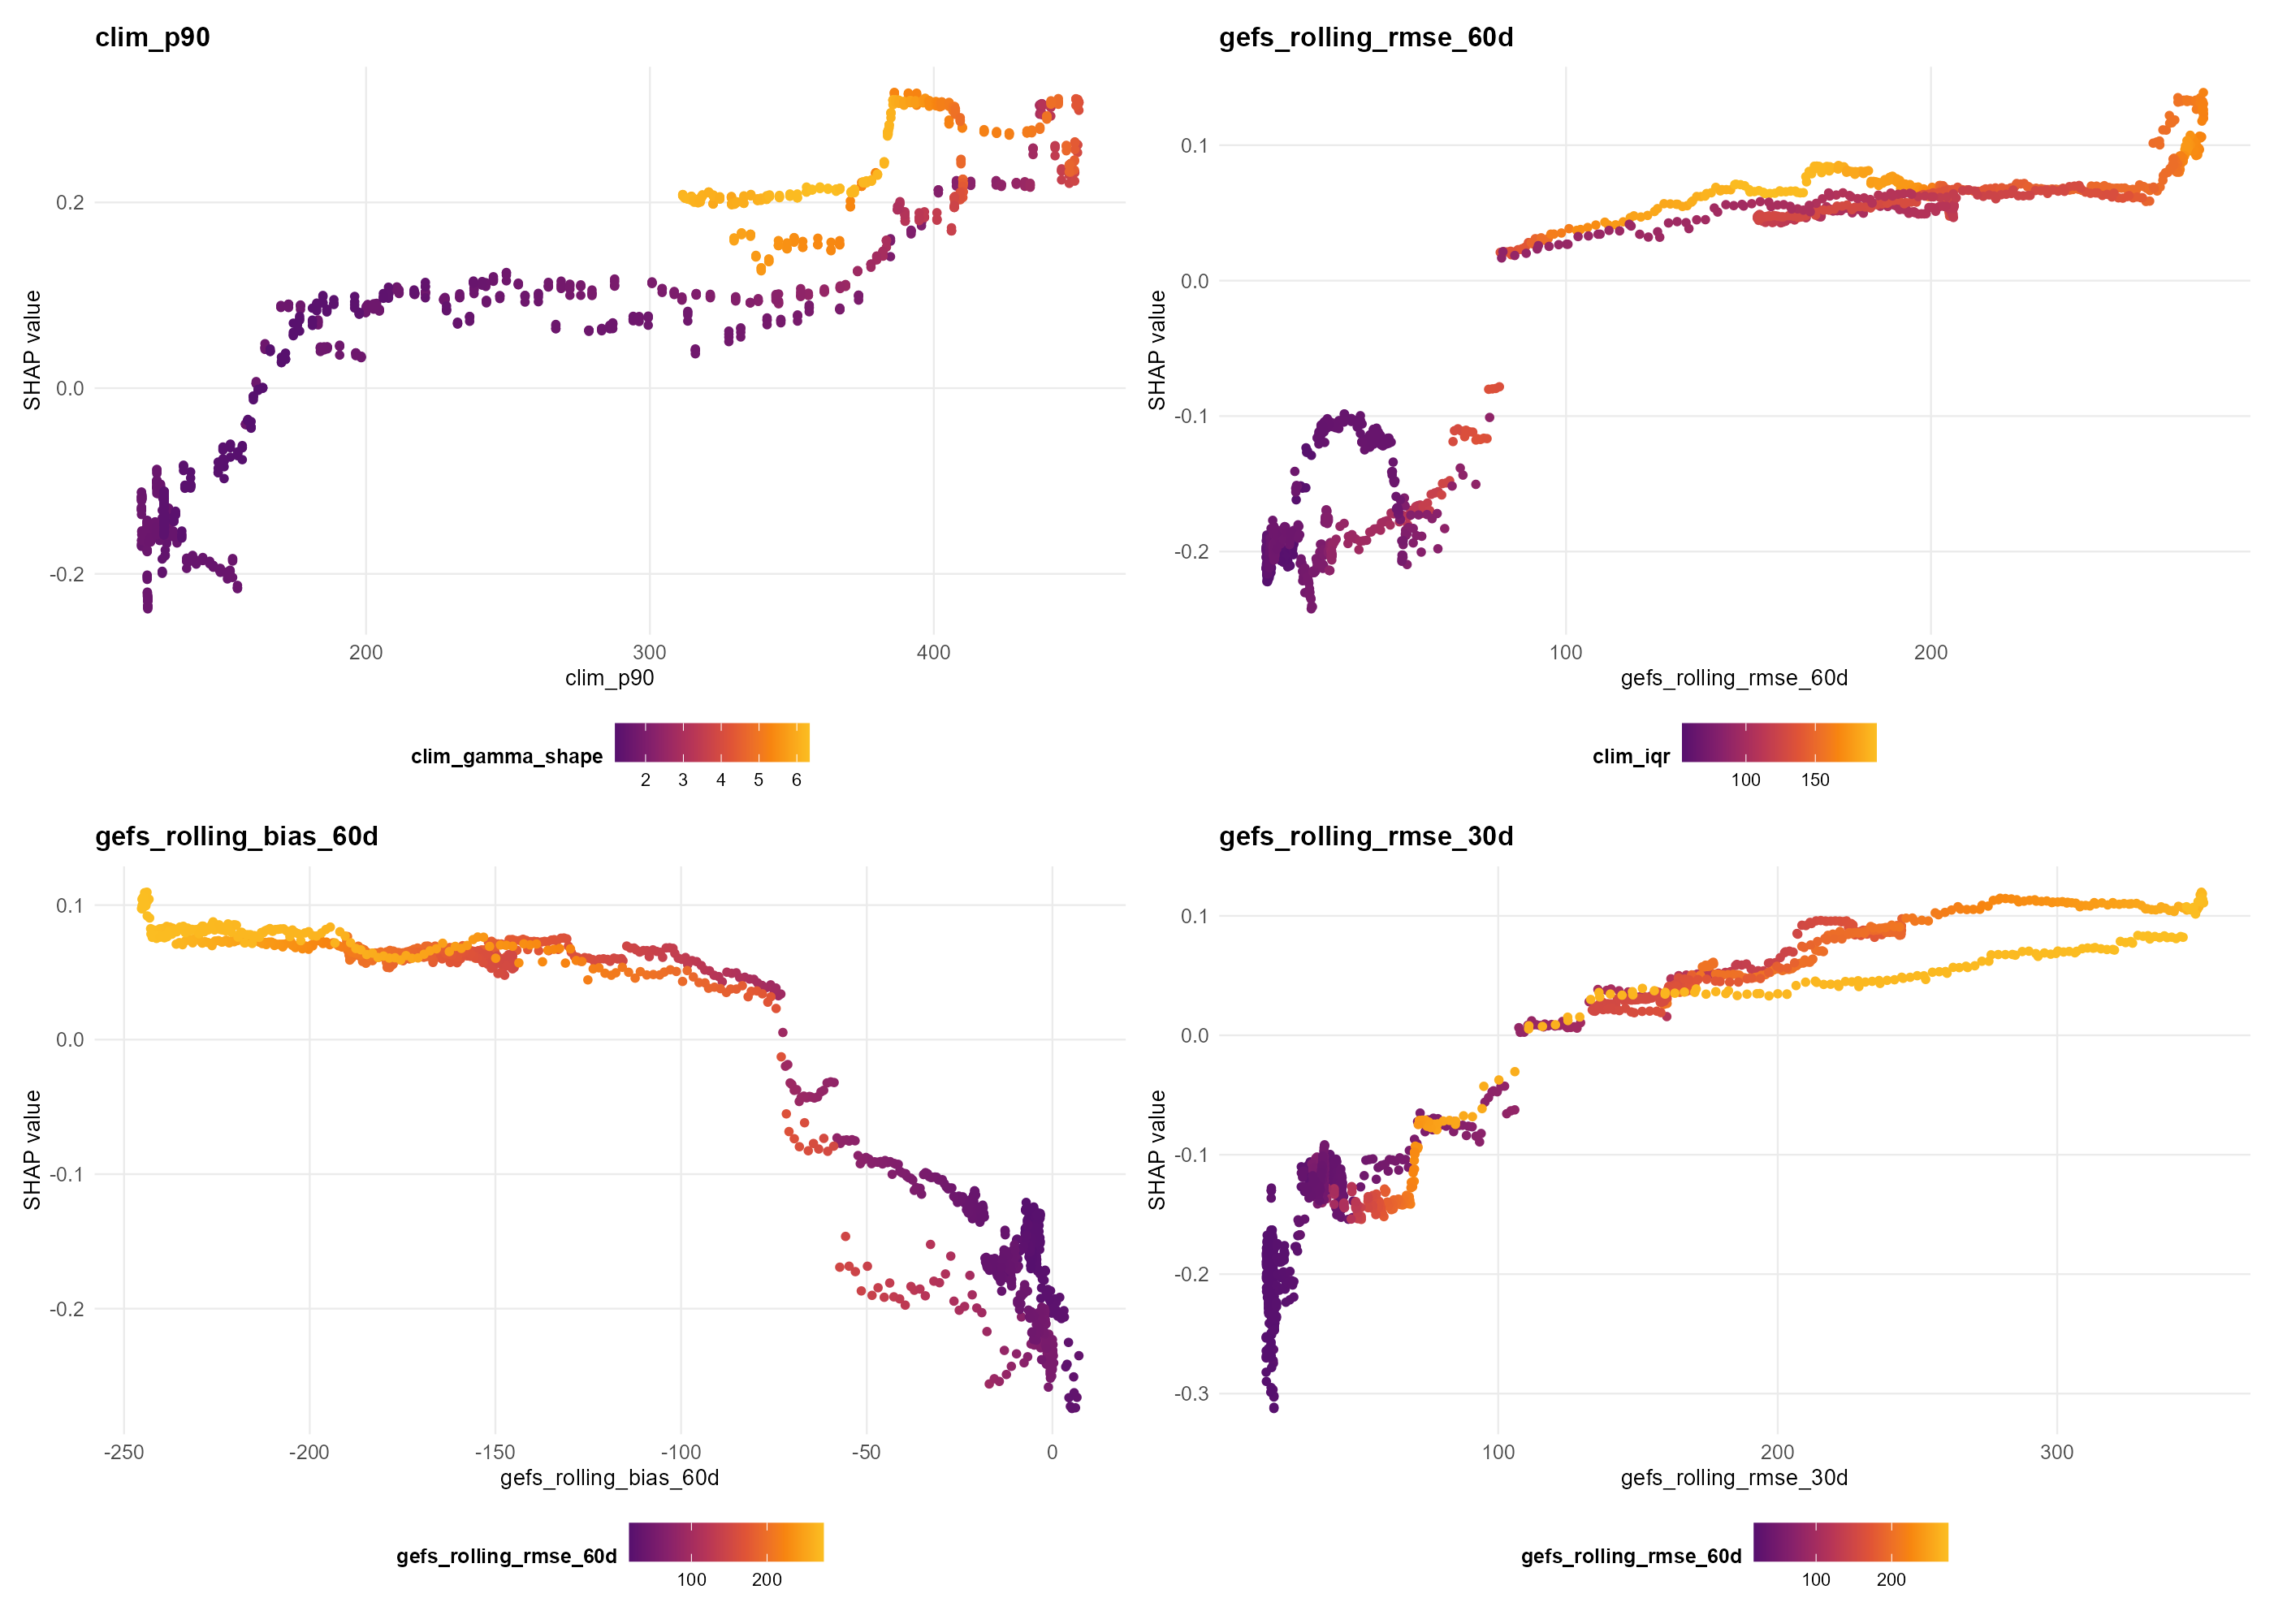 clim_p90
SHAP value
0.2
0.0
-0.2
200 300 400
clim_p90
clim_gamma_shape
2 3 4 5 6
gefs_rolling_rmse_60d
SHAP value
0.1
0.0
-0.1
-0.2
100 200
gefs_rolling_rmse_60d
clim_iqr
100 150
gefs_rolling_bias_60d
SHAP value
0.1
0.0
-0.1
-0.2
-250 -200 -150 -100 -50 0
gefs_rolling_bias_60d
gefs_rolling_rmse_60d
100 200
gefs_rolling_rmse_30d
SHAP value
0.1
0.0
-0.1
-0.2
-0.3
100 200 300
gefs_rolling_rmse_30d
gefs_rolling_rmse_60d
100 200